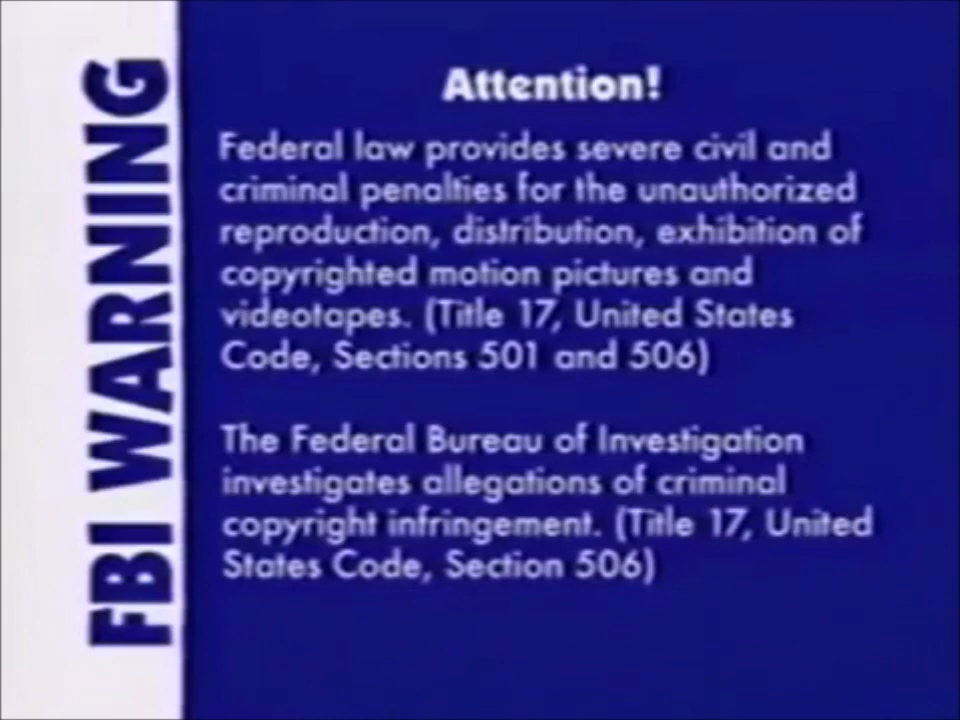 FBI WARNING
Attention!
Federal law provides severe civil and
criminal penalties for the unauthorized
reproduction, distribution, exhibition of
copyrighted motion pictures and
videotapes. (Title 17, United States
Code, Sections 501 and 506)
The Federal Bureau of Investigation
investigates allegations of criminal
copyright infringement. (Title 17, United
States Code, Section 506)